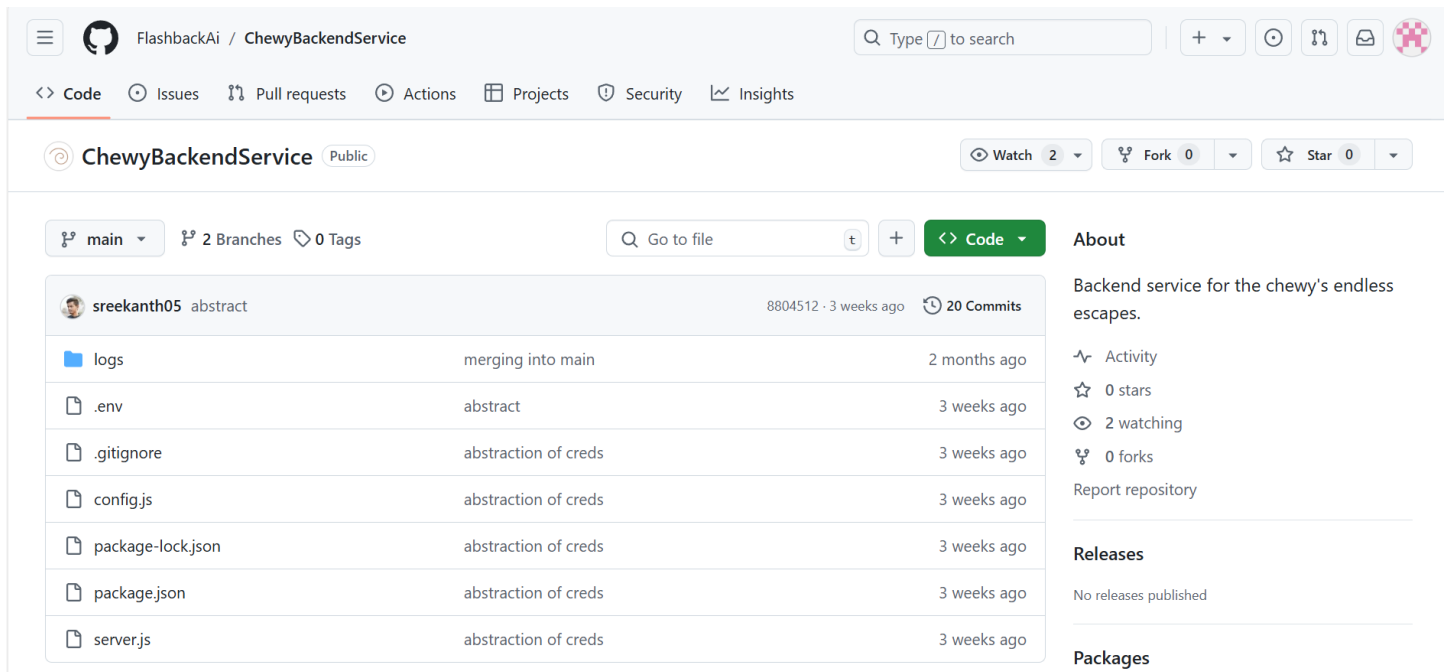 FlashbackAi / ChewyBackendService
Type / to search
Code Issues Pull requests Actions Projects Security Insights
ChewyBackendService Public
Watch 2 Fork 0 Star 0
main 2 Branches 0 Tags Go to file t Code
sreekanth05 abstract 8804512 · 3 weeks ago 20 Commits
logs merging into main 2 months ago
.env abstract 3 weeks ago
.gitignore abstraction of creds 3 weeks ago
config.js abstraction of creds 3 weeks ago
package-lock.json abstraction of creds 3 weeks ago
package.json abstraction of creds 3 weeks ago
server.js abstraction of creds 3 weeks ago
About
Backend service for the chewy's endless
escapes.
Activity
0 stars
2 watching
0 forks
Report repository
Releases
No releases published
Packages